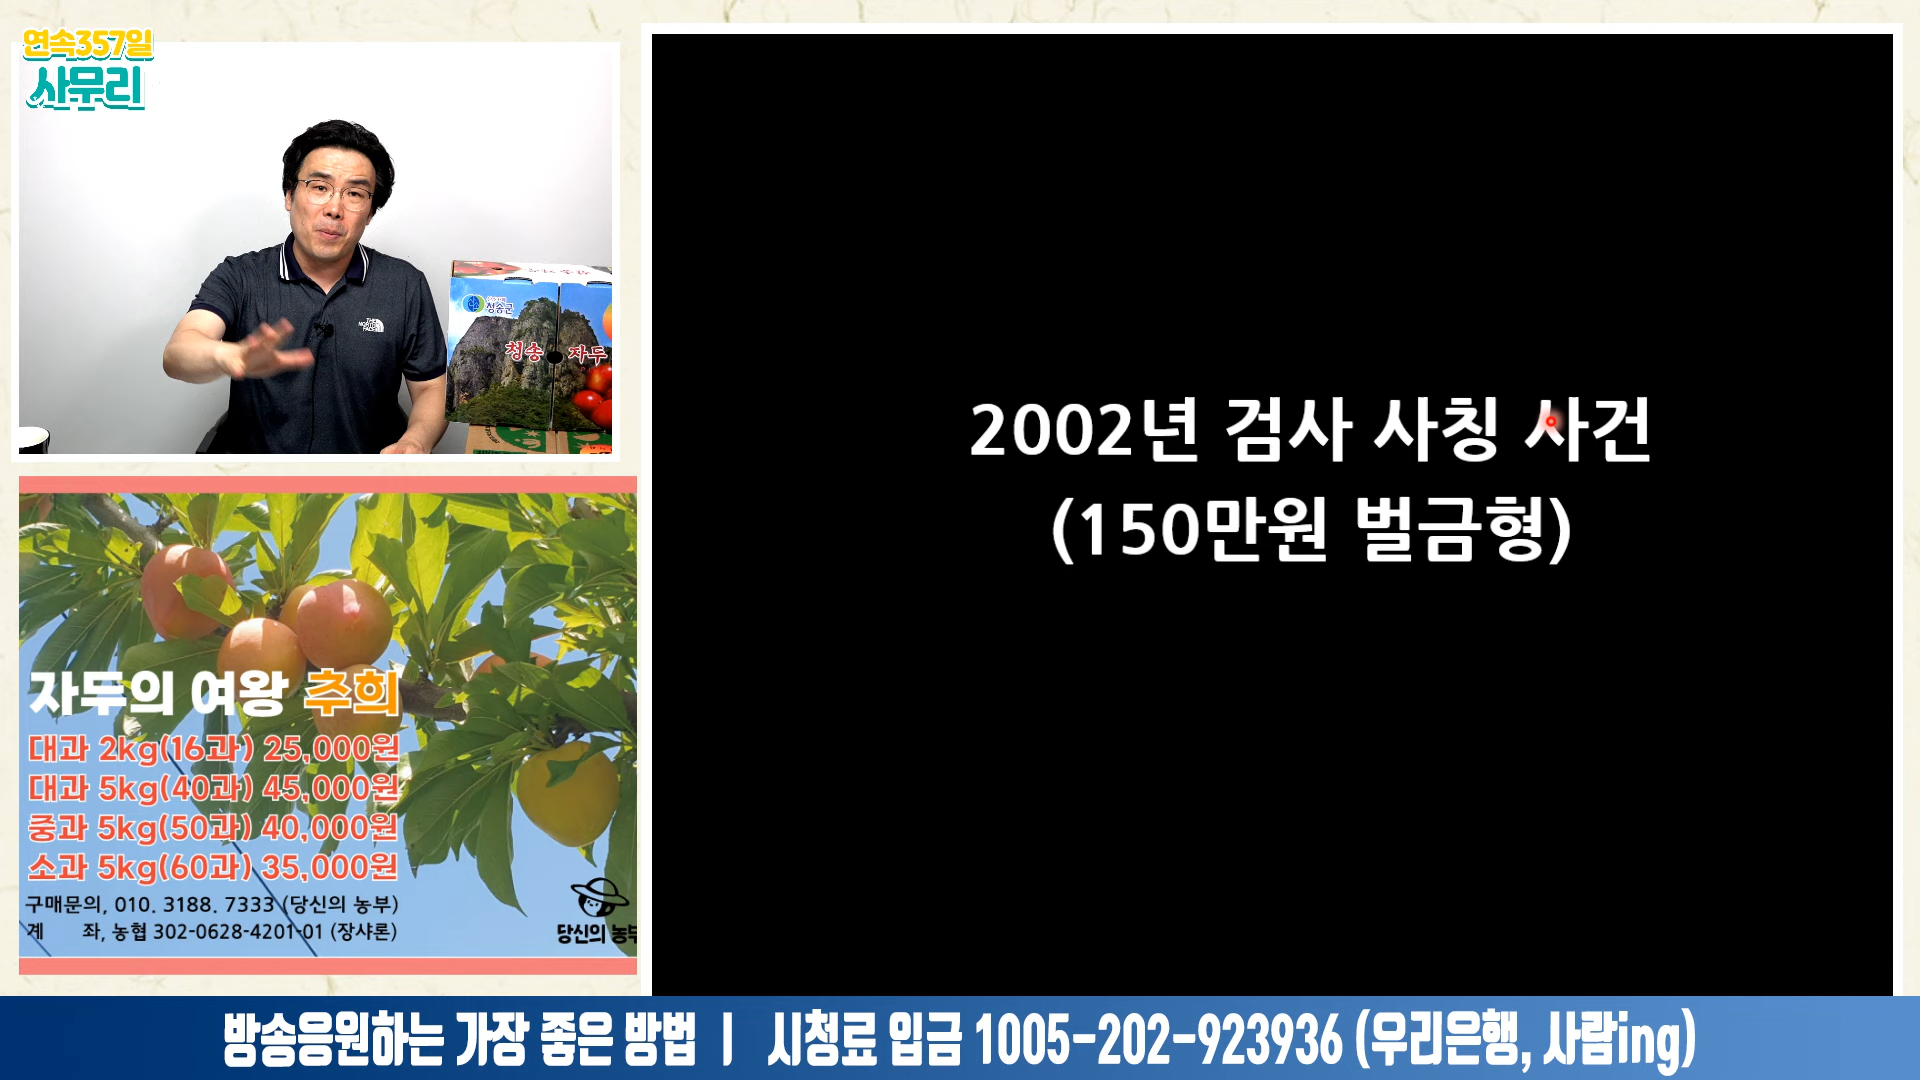 연속357일
사무리
THE
NORTH
FACE
청송군
청송 자두
2002년 검사 사칭 사건
(150만원 벌금형)
자두의 여왕 추희
대과 2kg(16과) 25,000원
대과 5kg(40과) 45,000원
중과 5kg(50과) 40,000원
소과 5kg(60과) 35,000원
구매문의, 010. 3188. 7333 (당신의 농부)
계 좌, 농협 302-0628-4201-01 (장샤론)
당신의 농부
방송응원하는 가장 좋은 방법 | 시청료 입금 1005-202-923936 (우리은행, 사람ing)